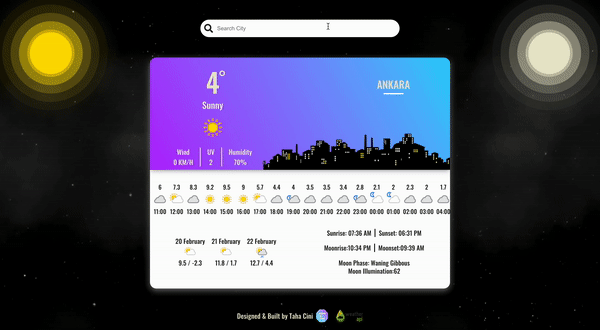 Search City
4°
Sunny
Wind UV Humidity
0 KM/H 2 70%
ANKARA
6 7.3 8.3 9.2 9.5 9 5.7 4.4 4 3.5 3.5 3.4 2.8 2.1 2 2.3 2 1.7
11:00 12:00 13:00 14:00 15:00 16:00 17:00 18:00 19:00 20:00 21:00 22:00 23:00 00:00 01:00 02:00 03:00 04:00
Sunrise: 07:36 AM Sunset: 06:31 PM
20 February 21 February 22 February
Moonrise:10:34 PM Moonset:09:39 AM
9.5 / -2.3 11.8 / 1.7 12.7 / 4.4
Moon Phase: Waning Gibbous
Moon Illumination:62
Designed & Built by Taha Cini
weather
api